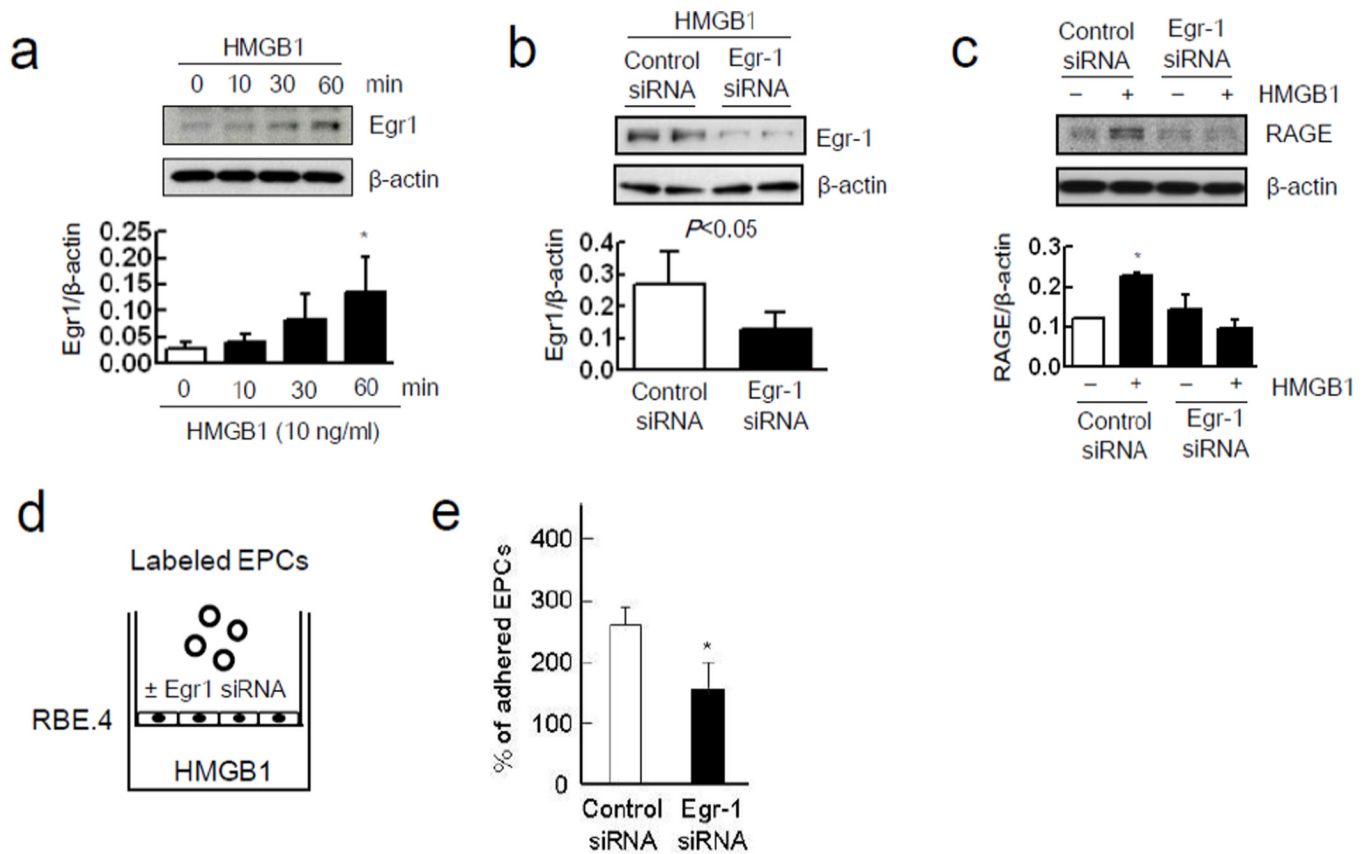 a
HMGB1
0 10 30 60 min
Egr1
β-actin
Egr1/β-actin
0.25
0.20
0.15
0.10
0.05
0.00
*
0 10 30 60 min
HMGB1 (10 ng/ml)
b
HMGB1
Control siRNA
Egr-1 siRNA
Egr-1
β-actin
P<0.05
Egr1/β-actin
0.4
0.3
0.2
0.1
0.0
Control siRNA
Egr-1 siRNA
c
Control siRNA
Egr-1 siRNA
– + – + HMGB1
RAGE
β-actin
RAGE/β-actin
0.3
0.2
0.1
0.0
*
– + – + HMGB1
Control siRNA
Egr-1 siRNA
d
Labeled EPCs
± Egr1 siRNA
RBE.4
HMGB1
e
% of adhered EPCs
400
300
200
100
0
*
Control siRNA
Egr-1 siRNA